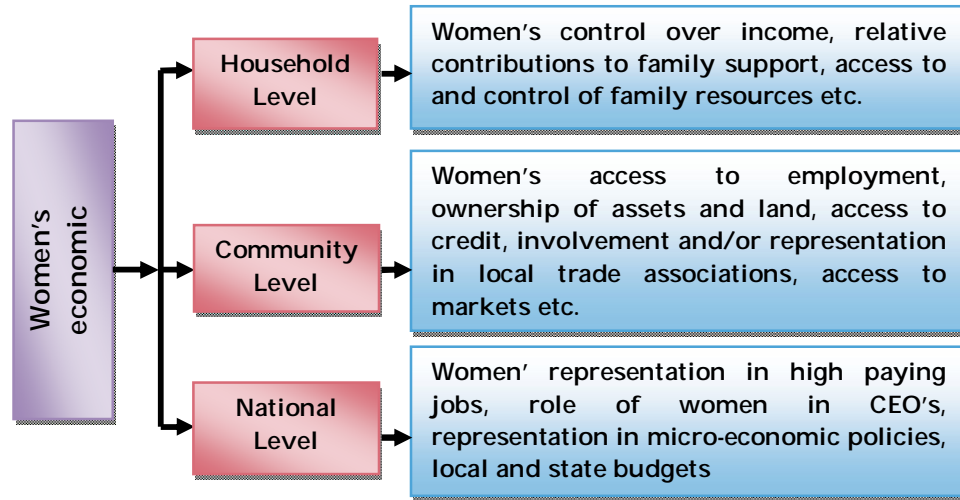 Women's
economic
Household
Level
Women's control over income, relative
contributions to family support, access to
and control of family resources etc.
Community
Level
Women's access to employment,
ownership of assets and land, access to
credit, involvement and/or representation
in local trade associations, access to
markets etc.
National
Level
Women' representation in high paying
jobs, role of women in CEO's,
representation in micro-economic policies,
local and state budgets